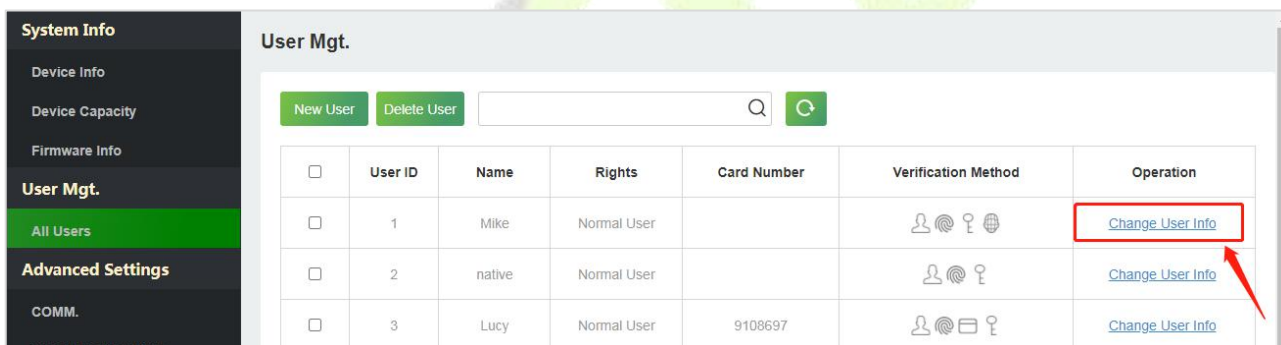 System Info
Device Info
Device Capacity
Firmware Info
User Mgt.
All Users
Advanced Settings
COMM.
User Mgt.
New User Delete User
User ID Name Rights Card Number Verification Method Operation
1 Mike Normal User Change User Info
2 native Normal User Change User Info
3 Lucy Normal User 9108697 Change User Info